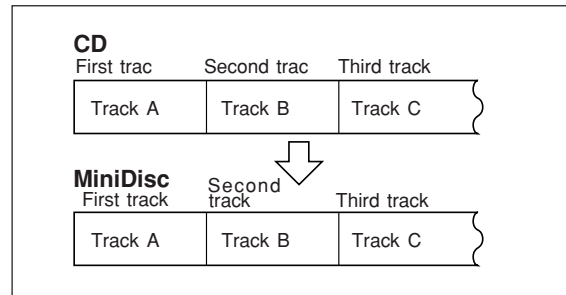 CD
First trac Second trac Third track
Track A Track B Track C
MiniDisc
First track Second track Third track
Track A Track B Track C